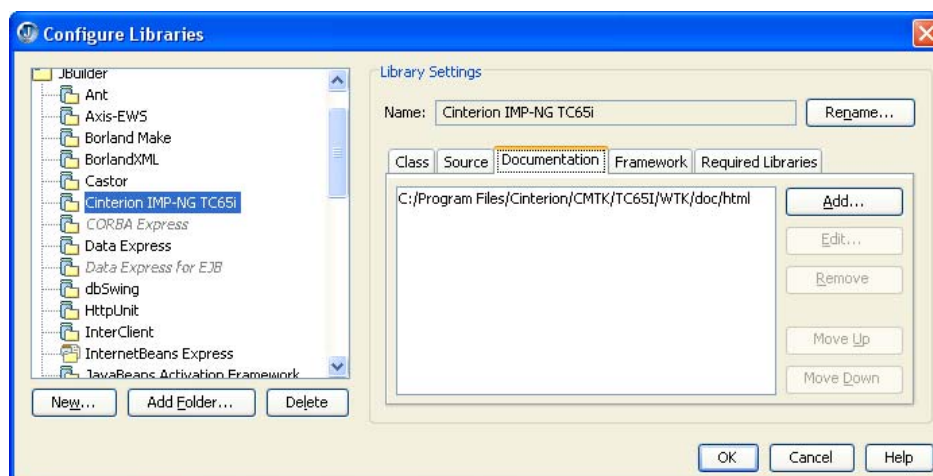 Configure Libraries
JBuilder
Ant
Axis-EWS
Borland Make
BorlandXML
Castor
Cinterion IMP-NG TC65i
CORBA Express
Data Express
Data Express for EJB
dbSwing
HttpUnit
InterClient
InternetBeans Express
JavaBeans Activation Framework
New...
Add Folder...
Delete
Library Settings
Name: Cinterion IMP-NG TC65i
Rename...
Class Source Documentation Framework Required Libraries
C:/Program Files/Cinterion/CMTK/TC65I/WTK/doc/html
Add...
Edit...
Remove
Move Up
Move Down
OK Cancel Help